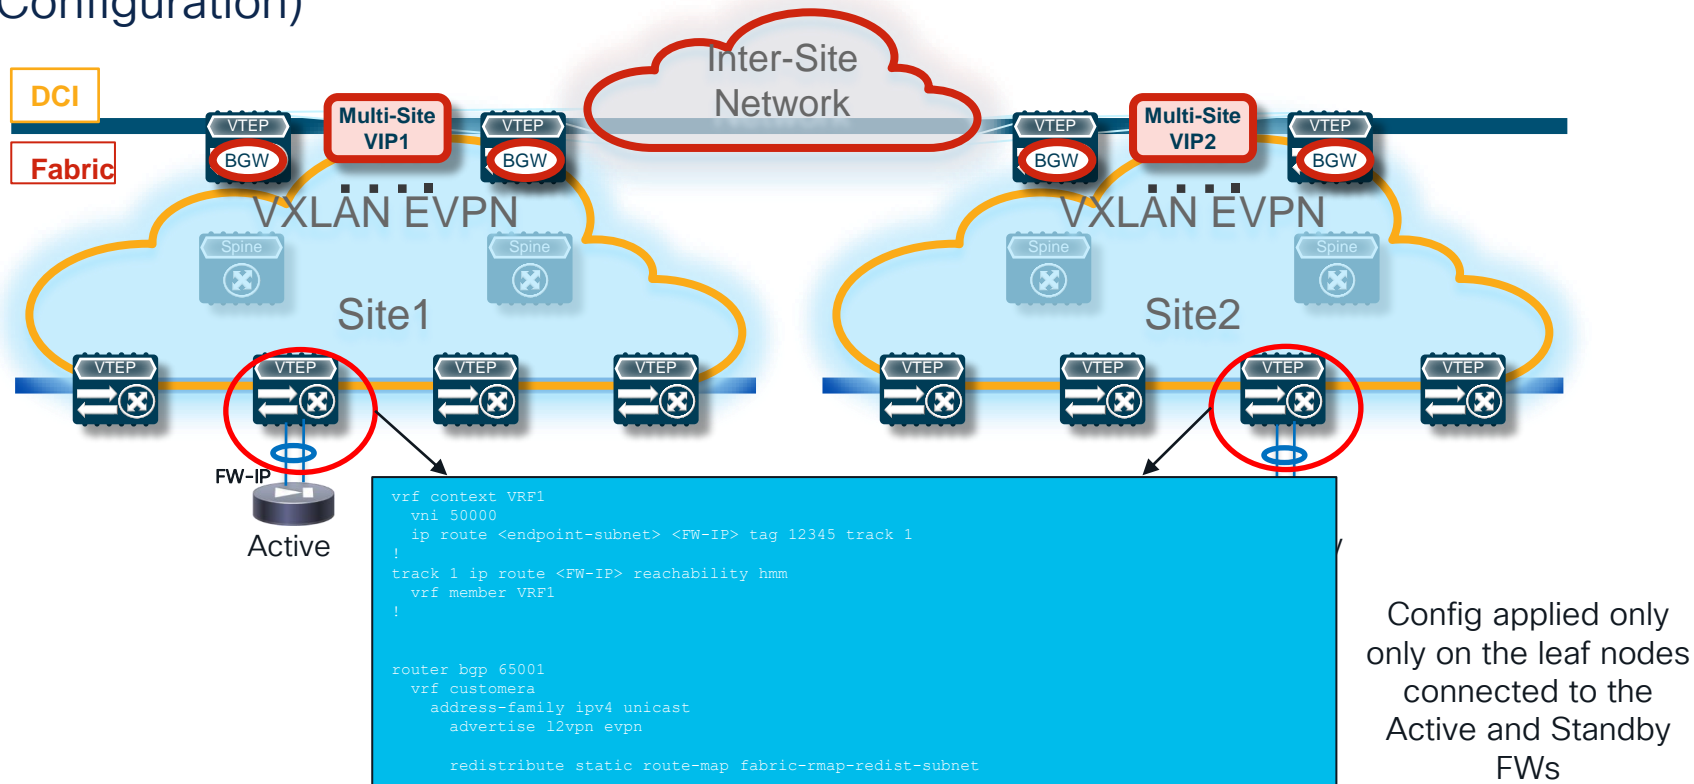 Configuration)
Inter-Site
Network
DCI
Fabric
VTEP
BGW
Multi-Site
VIP1
VTEP
BGW
VTEP
BGW
Multi-Site
VIP2
VTEP
BGW
VXLAN EVPN
VXLAN EVPN
Spine
Spine
Spine
Spine
Site1
Site2
VTEP
VTEP
VTEP
VTEP
VTEP
VTEP
VTEP
VTEP
FW-IP
Active
vrf context VRF1
vni 50000
ip route <endpoint-subnet> <FW-IP> tag 12345 track 1
!
track 1 ip route <FW-IP> reachability hmm
vrf member VRF1
!
router bgp 65001
vrf customera
address-family ipv4 unicast
advertise l2vpn evpn
redistribute static route-map fabric-rmap-redist-subnet
Config applied only
only on the leaf nodes
connected to the
Active and Standby
FWs